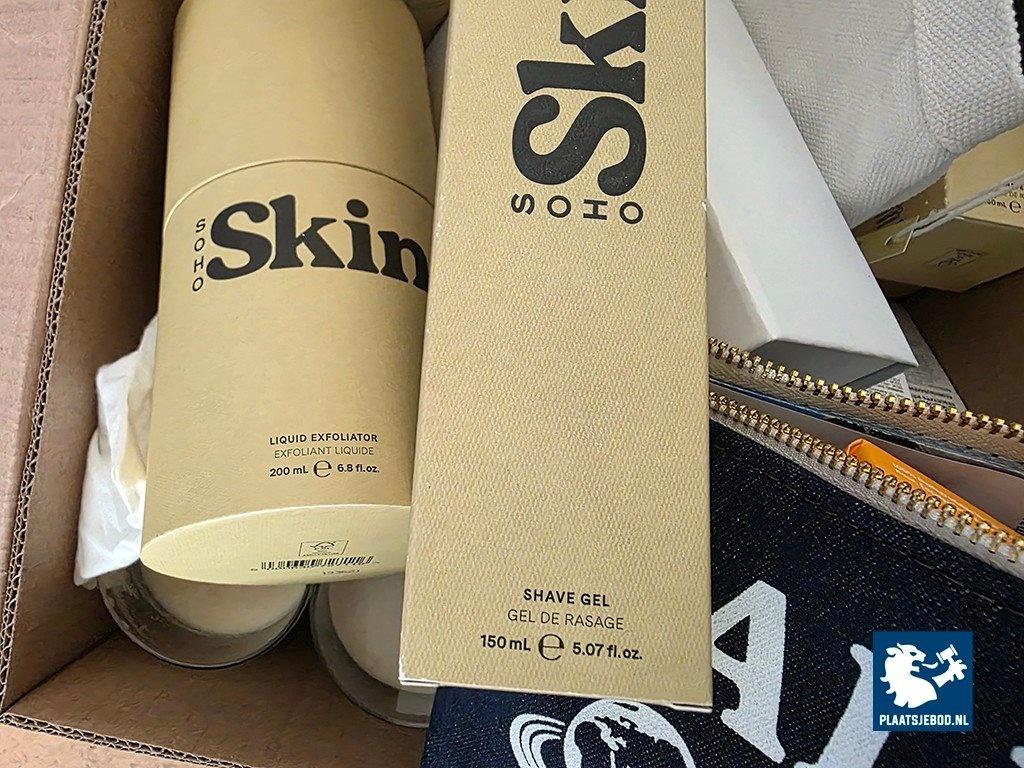 SOHO
Skin
LIQUID EXFOLIATOR
EXFOLIANT LIQUIDE
200 mL ℮ 6.8 fl.oz.
SOHO
Ski
SHAVE GEL
GEL DE RASAGE
150 mL ℮ 5.07 fl.oz.
PLAATSJEBOD.NL